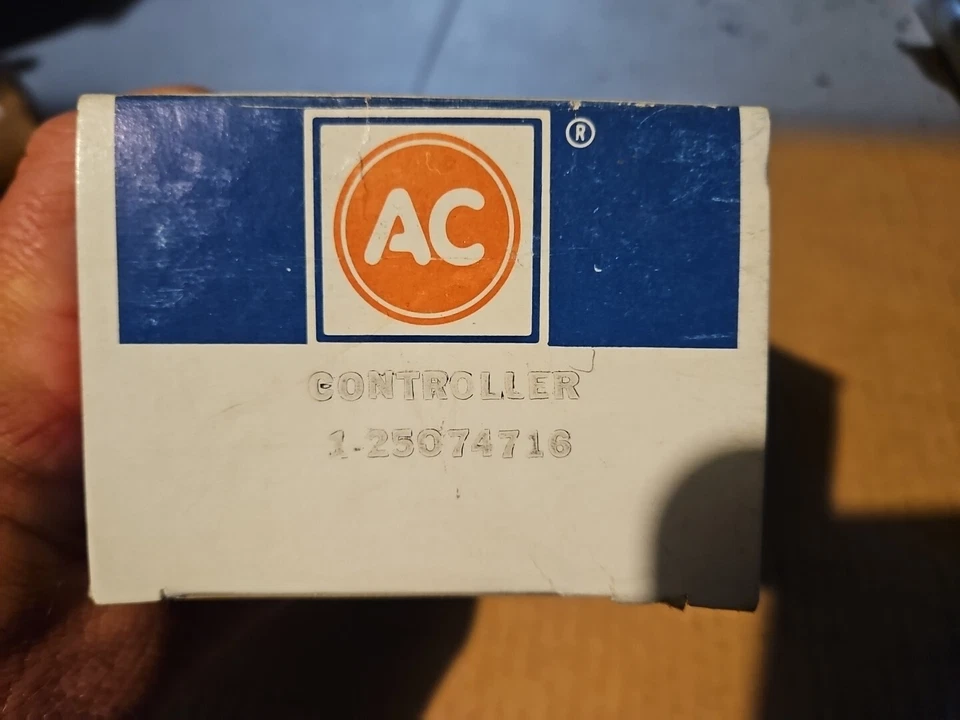 AC
®
CONTROLLER
1-25074716